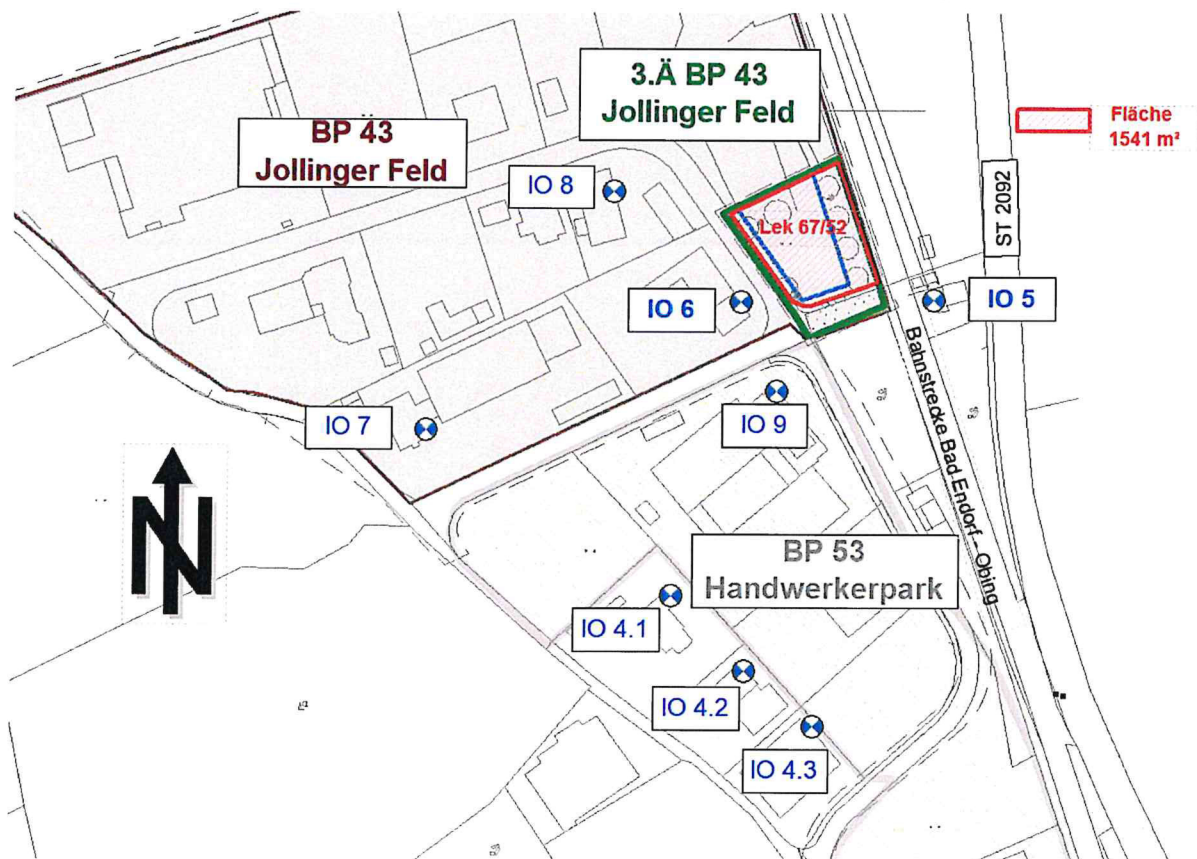 3.Ä BP 43
Jollinger Feld
BP 43
Jollinger Feld
Fläche
1541 m²
ST 2092
IO 8
Lek 67/52
IO 6
IO 5
Bahnstrecke Bad Endorf - Obing
IO 7
IO 9
N
BP 53
Handwerkerpark
IO 4.1
IO 4.2
IO 4.3